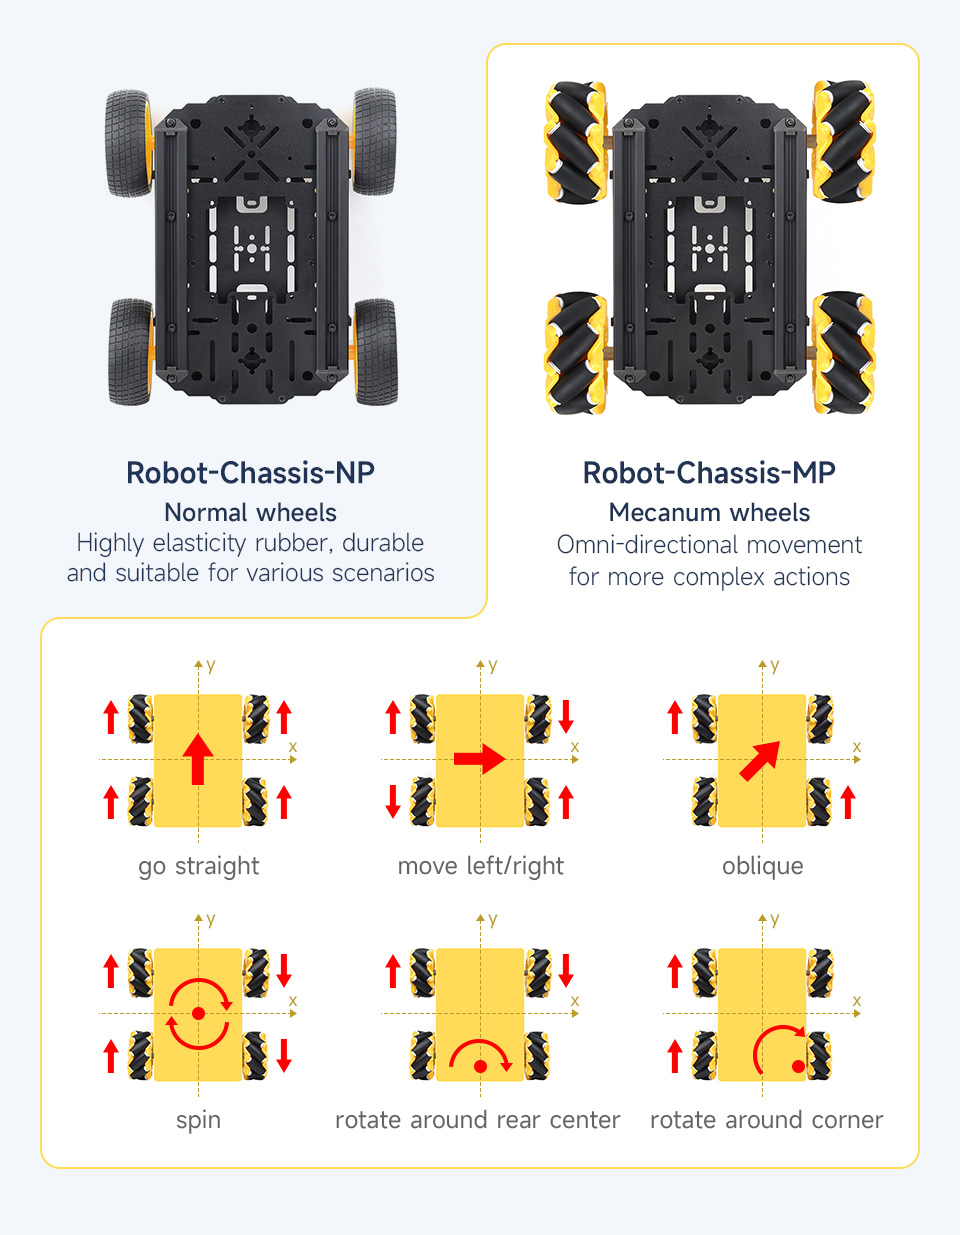 Robot-Chassis-NP
Normal wheels
Highly elasticity rubber, durable
and suitable for various scenarios
Robot-Chassis-MP
Mecanum wheels
Omni-directional movement
for more complex actions
y
x
go straight
y
x
move left/right
y
x
oblique
y
x
spin
y
x
rotate around rear center
y
x
rotate around corner